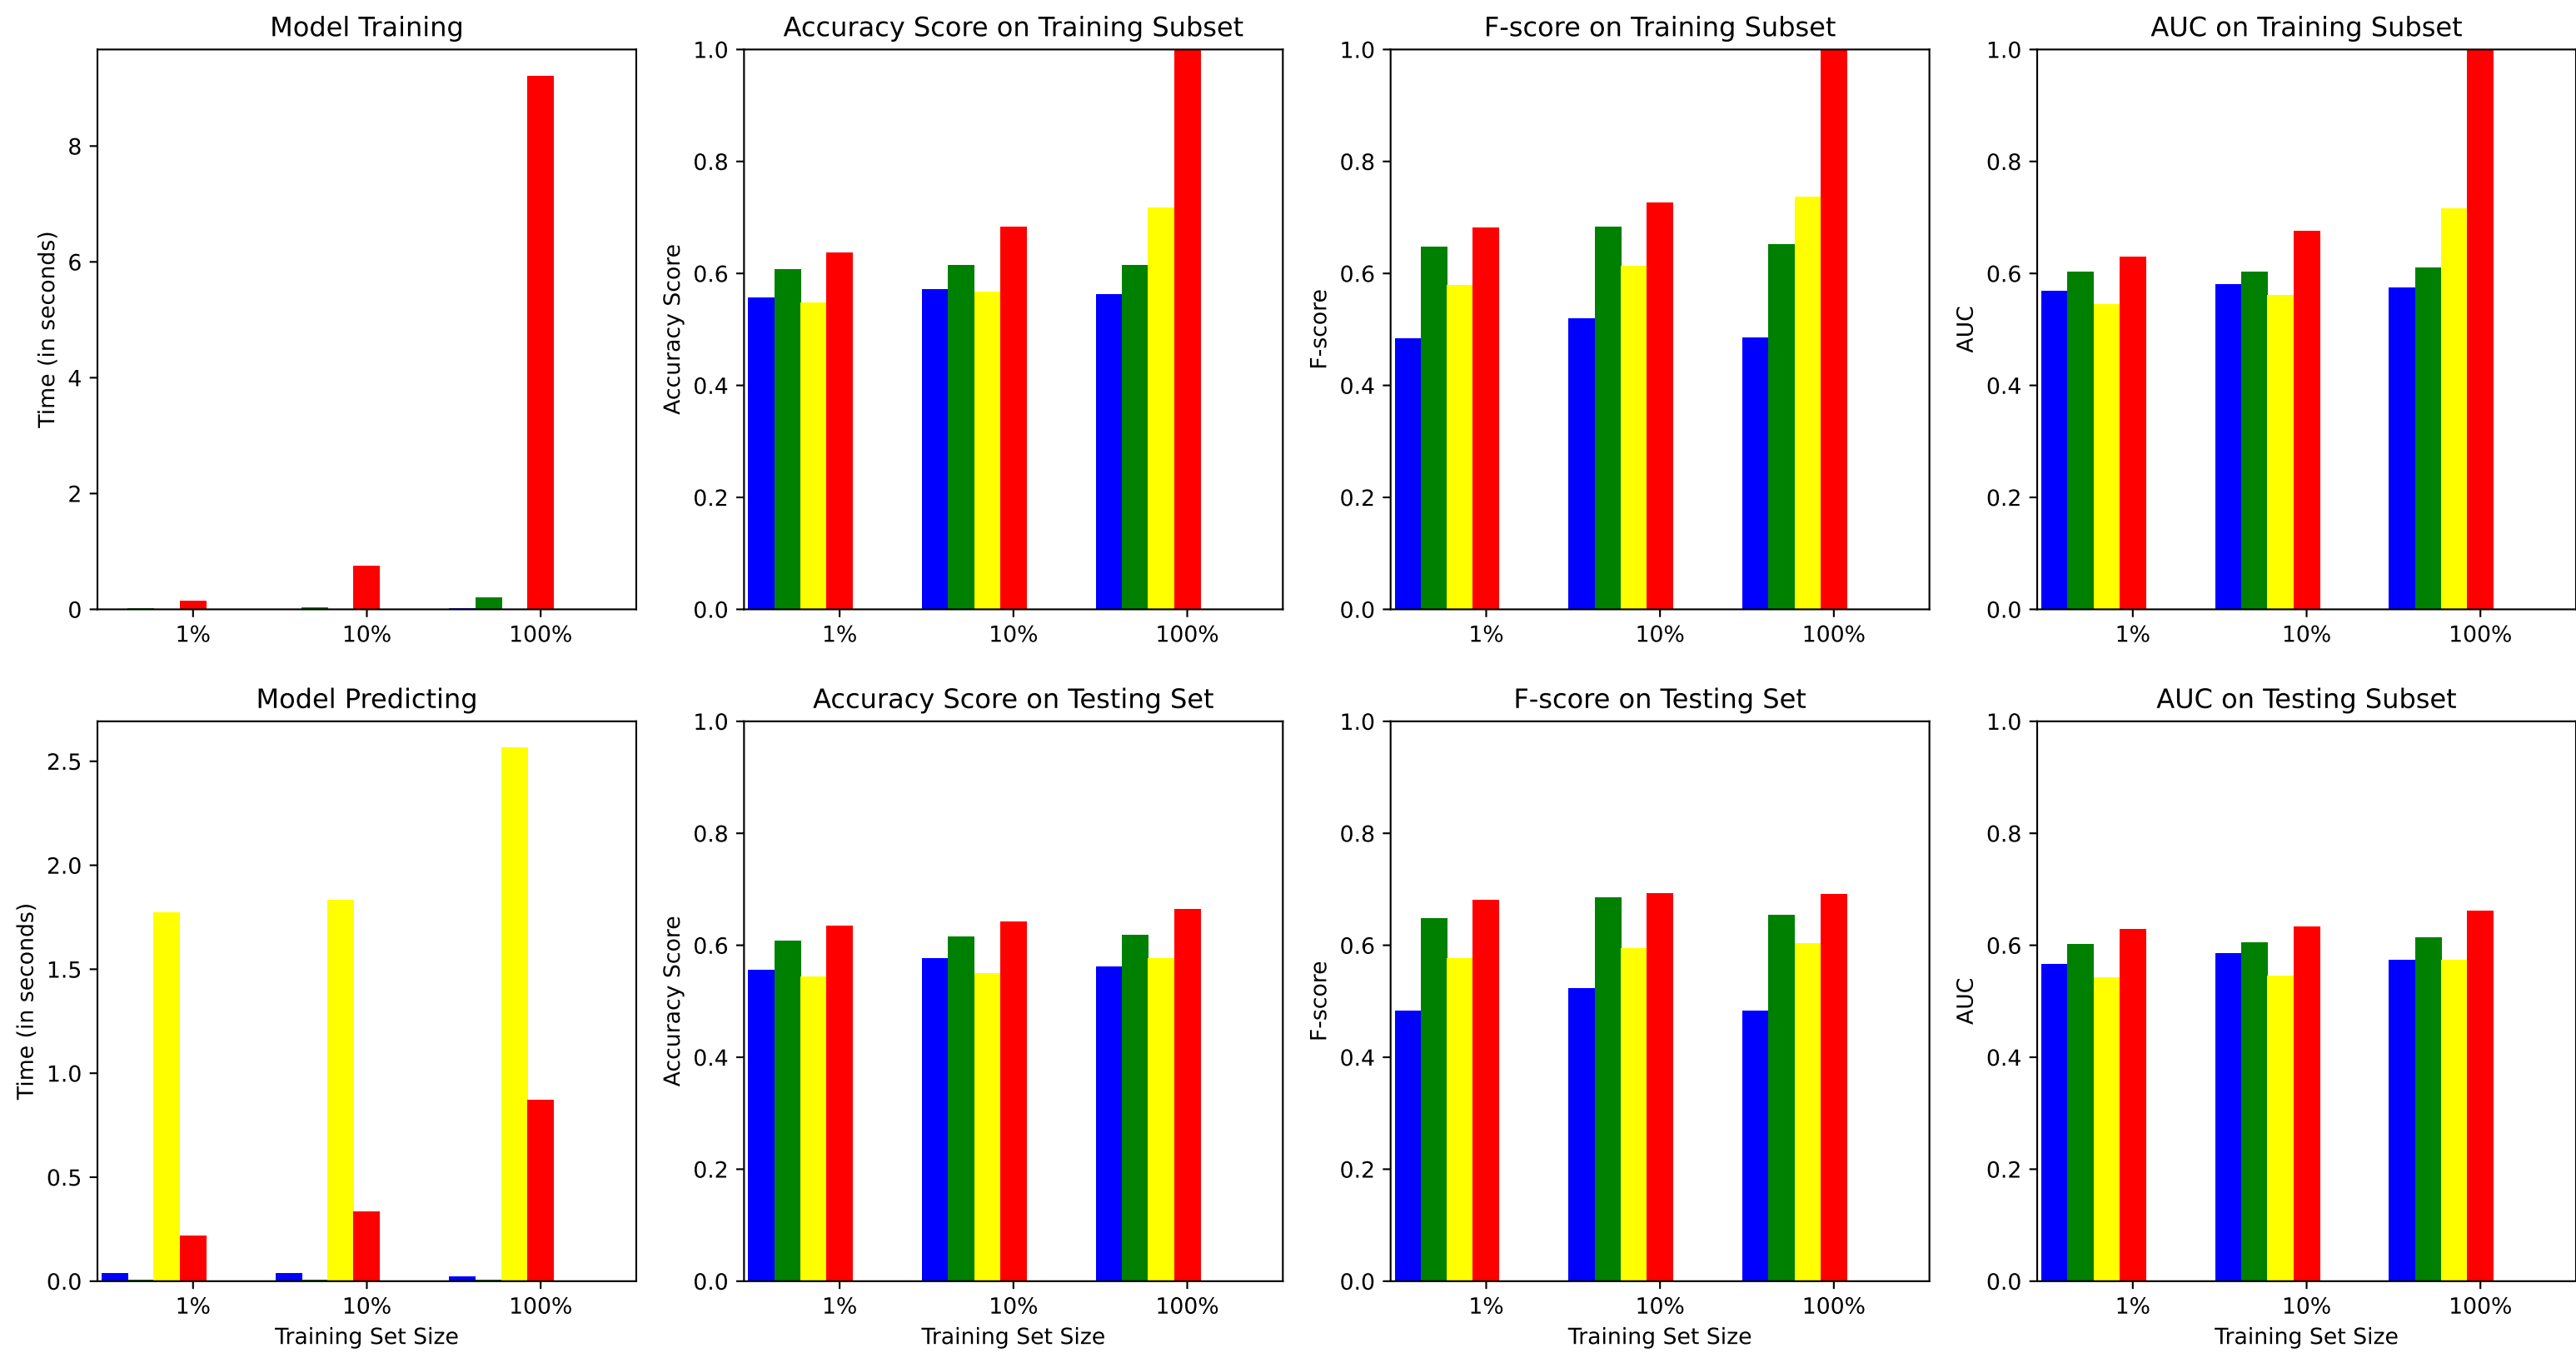 Model Training
Time (in seconds)
8
6
4
2
0
1% 10% 100%
Accuracy Score on Training Subset
Accuracy Score
1.0
0.8
0.6
0.4
0.2
0.0
1% 10% 100%
F-score on Training Subset
F-score
1.0
0.8
0.6
0.4
0.2
0.0
1% 10% 100%
AUC on Training Subset
AUC
1.0
0.8
0.6
0.4
0.2
0.0
1% 10% 100%
Model Predicting
Time (in seconds)
2.5
2.0
1.5
1.0
0.5
0.0
1% 10% 100%
Training Set Size
Accuracy Score on Testing Set
Accuracy Score
1.0
0.8
0.6
0.4
0.2
0.0
1% 10% 100%
Training Set Size
F-score on Testing Set
F-score
1.0
0.8
0.6
0.4
0.2
0.0
1% 10% 100%
Training Set Size
AUC on Testing Subset
AUC
1.0
0.8
0.6
0.4
0.2
0.0
1% 10% 100%
Training Set Size